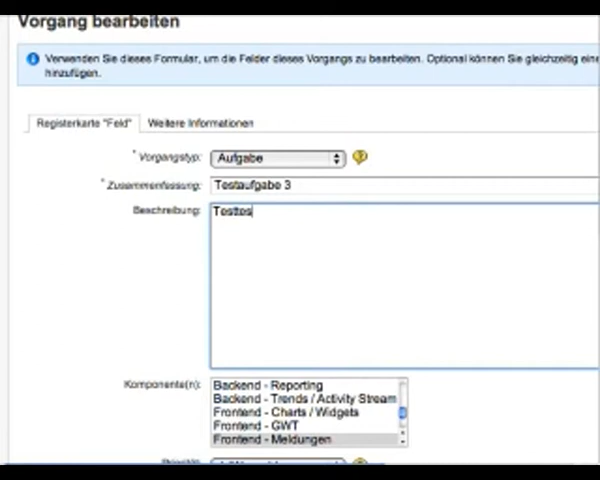 Vorgang bearbeiten
Verwenden Sie dieses Formular, um die Felder dieses Vorgangs zu bearbeiten. Optional können Sie gleichzeitig eine
hinzufügen.
Registerkarte "Feld" Weitere Informationen
* Vorgangstyp: Aufgabe
* Zusammenfassung: Testaufgabe 3
Beschreibung: Testtes
Komponente(n): Backend - Reporting
Backend - Trends / Activity Stream
Frontend - Charts / Widgets
Frontend - GWT
Frontend - Meldungen